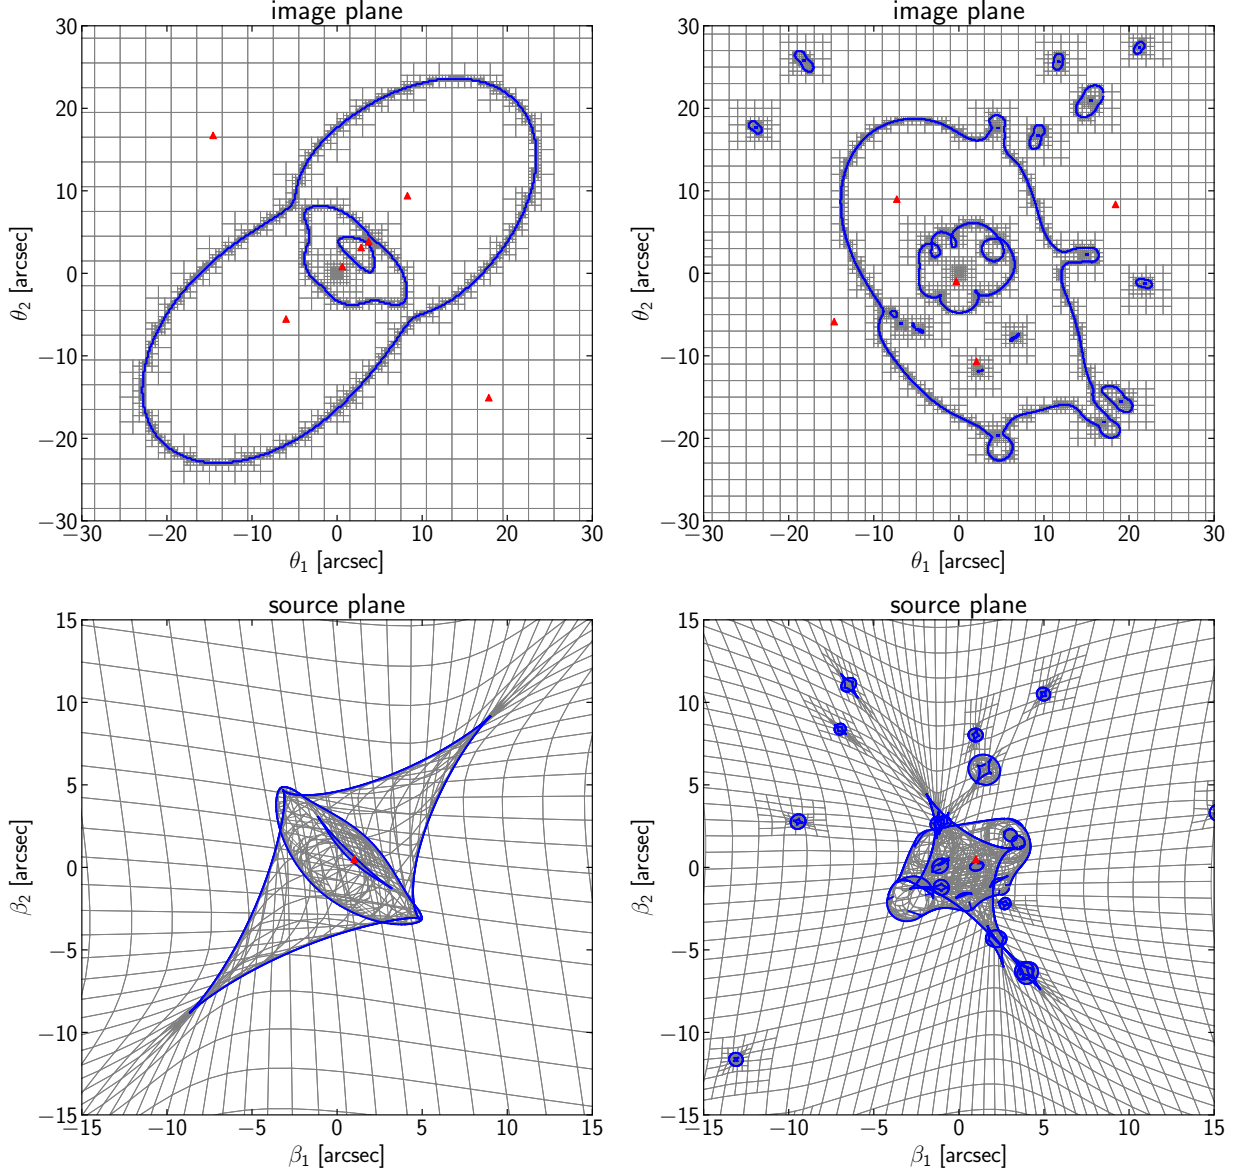 image plane
30
20
10
0
−10
−20
−30
−30 −20 −10 0 10 20 30
θ₂ [arcsec]
θ₁ [arcsec]
image plane
30
20
10
0
−10
−20
−30
−30 −20 −10 0 10 20 30
θ₂ [arcsec]
θ₁ [arcsec]
source plane
15
10
5
0
−5
−10
−15
−15 −10 −5 0 5 10 15
β₂ [arcsec]
β₁ [arcsec]
source plane
15
10
5
0
−5
−10
−15
−15 −10 −5 0 5 10 15
β₂ [arcsec]
β₁ [arcsec]